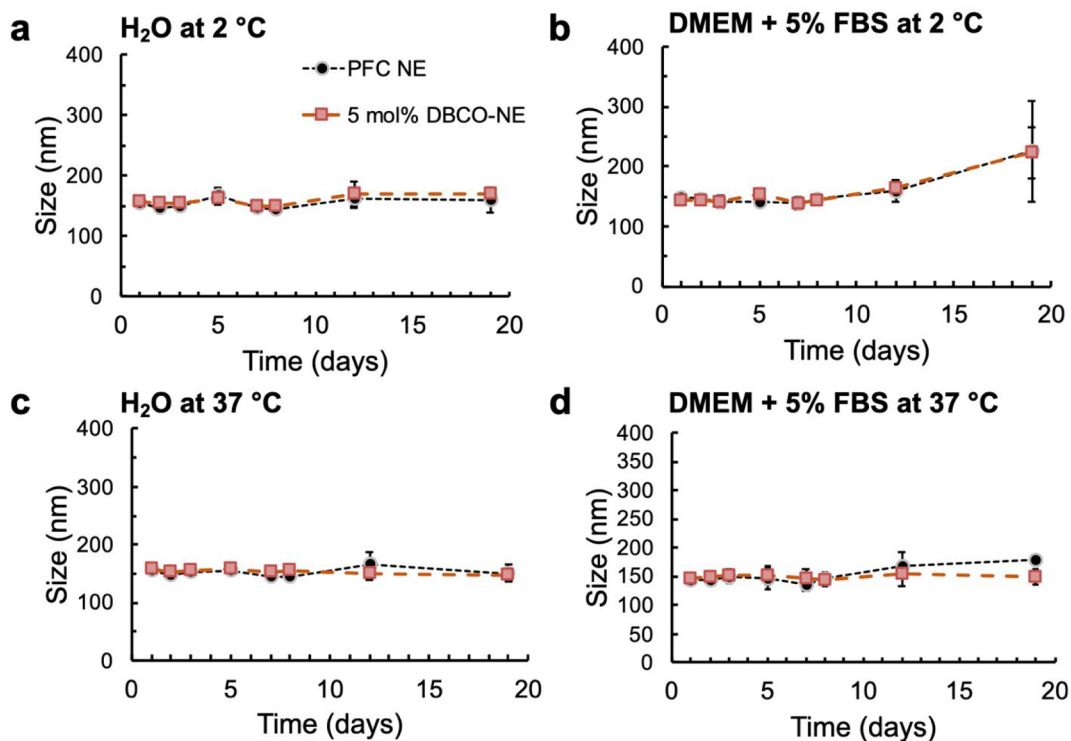 a H₂O at 2 °C
PFC NE
5 mol% DBCO-NE
Size (nm)
400
300
200
100
0
0 5 10 15 20
Time (days)
b DMEM + 5% FBS at 2 °C
Size (nm)
400
300
200
100
0
0 5 10 15 20
Time (days)
c H₂O at 37 °C
Size (nm)
400
300
200
100
0
0 5 10 15 20
Time (days)
d DMEM + 5% FBS at 37 °C
Size (nm)
400
350
300
250
200
150
100
50
0
0 5 10 15 20
Time (days)